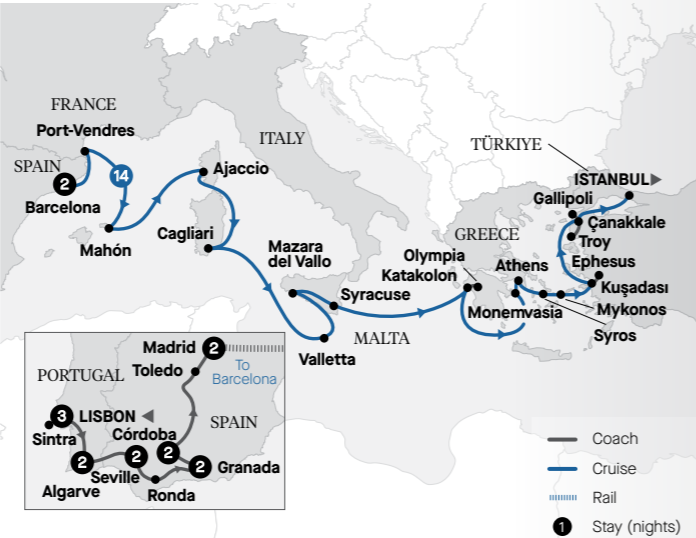 FRANCE
Port-Vendres
SPAIN
2
Barcelona
14
Mahón
ITALY
Ajaccio
Cagliari
Mazara
del Vallo
Syracuse
Valletta
MALTA
TÜRKIYE
ISTANBUL
Gallipoli
Çanakkale
Troy
GREECE
Olympia
Katakolon
Athens
Ephesus
Kuşadası
Monemvasia
Mykonos
Syros
Madrid
2
Toledo
To
Barcelona
PORTUGAL
3
LISBON
Sintra
SPAIN
Córdoba
2
2
2
2
Granada
Algarve
Seville
Ronda
Coach
Cruise
Rail
1
Stay (nights)